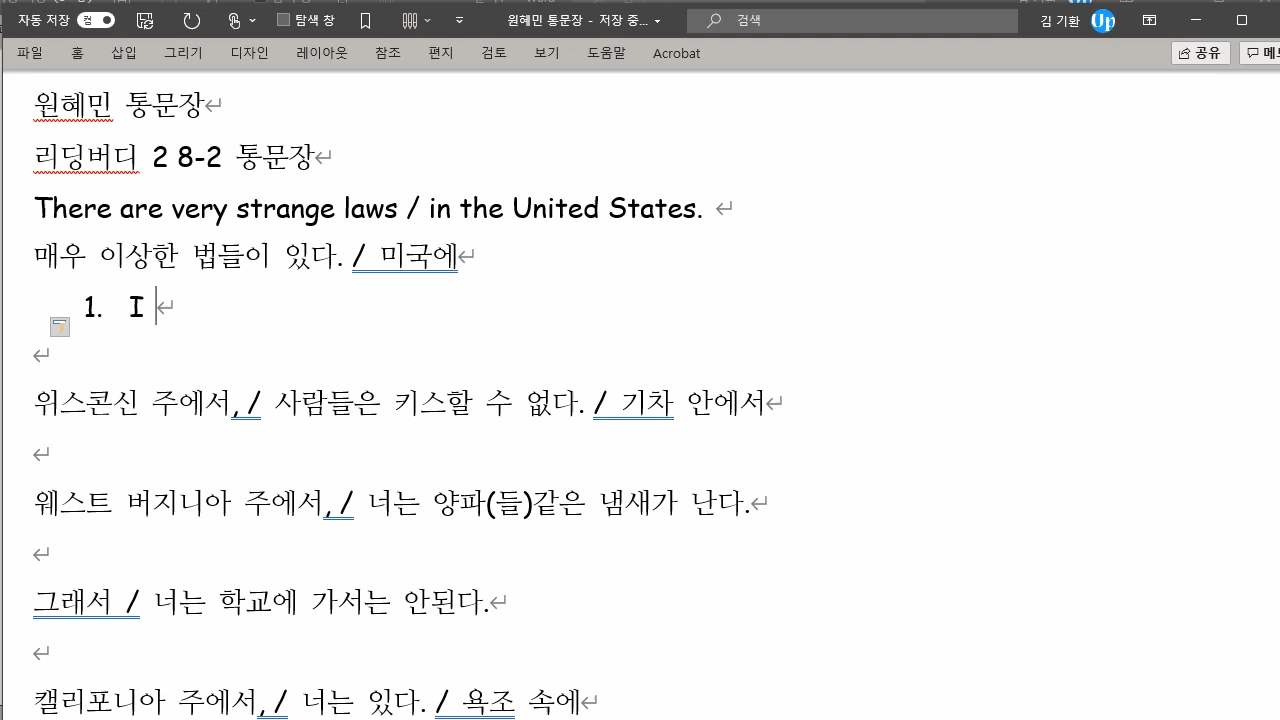 자동 저장 컴 탐색 창 원혜민 통문장 - 저장 중... 검색 김 기환 Up
파일 홈 삽입 그리기 디자인 레이아웃 참조 편지 검토 보기 도움말 Acrobat 공유 메
원혜민 통문장
리딩버디 2 8-2 통문장
There are very strange laws / in the United States.
매우 이상한 법들이 있다. / 미국에
1. I
위스콘신 주에서, / 사람들은 키스할 수 없다. / 기차 안에서
웨스트 버지니아 주에서, / 너는 양파(들)같은 냄새가 난다.
그래서 / 너는 학교에 가서는 안된다.
캘리포니아 주에서, / 너는 있다. / 욕조 속에